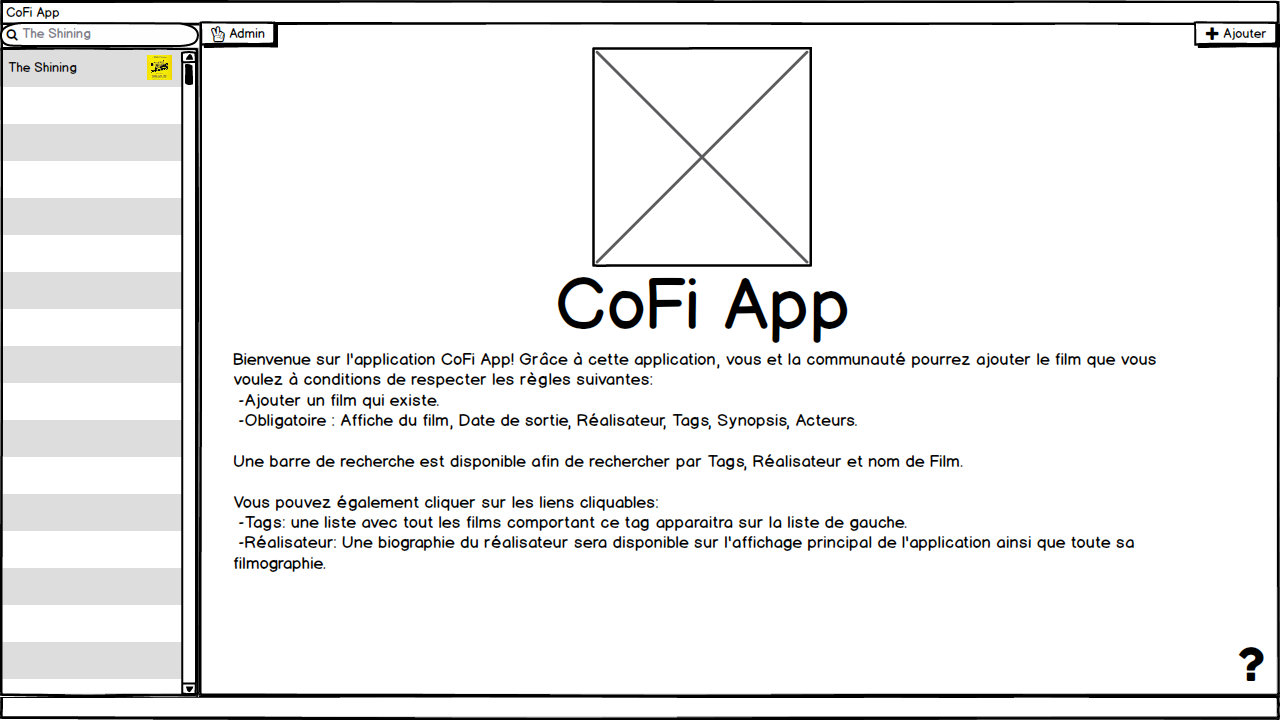 CoFi App
The Shining
Admin
Ajouter
The Shining
CoFi App
Bienvenue sur l'application CoFi App! Grâce à cette application, vous et la communauté pourrez ajouter le film que vous
voulez à conditions de respecter les règles suivantes:
-Ajouter un film qui existe.
-Obligatoire : Affiche du film, Date de sortie, Réalisateur, Tags, Synopsis, Acteurs.
Une barre de recherche est disponible afin de rechercher par Tags, Réalisateur et nom de Film.
Vous pouvez également cliquer sur les liens cliquables:
-Tags: une liste avec tout les films comportant ce tag apparaitra sur la liste de gauche.
-Réalisateur: Une biographie du réalisateur sera disponible sur l'affichage principal de l'application ainsi que toute sa
filmographie.
?